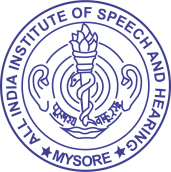 ALL INDIA INSTITUTE OF SPEECH AND HEARING
★ MYSORE ★